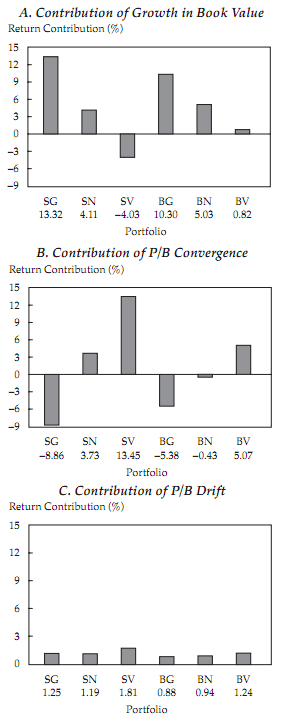 A. Contribution of Growth in Book Value
Return Contribution (%)
15
12
9
6
3
0
−3
−6
−9
SG SN SV BG BN BV
13.32 4.11 −4.03 10.30 5.03 0.82
Portfolio
B. Contribution of P/B Convergence
Return Contribution (%)
15
12
9
6
3
0
−3
−6
−9
SG SN SV BG BN BV
−8.86 3.73 13.45 −5.38 −0.43 5.07
Portfolio
C. Contribution of P/B Drift
Return Contribution (%)
15
12
9
6
3
0
SG SN SV BG BN BV
1.25 1.19 1.81 0.88 0.94 1.24
Portfolio